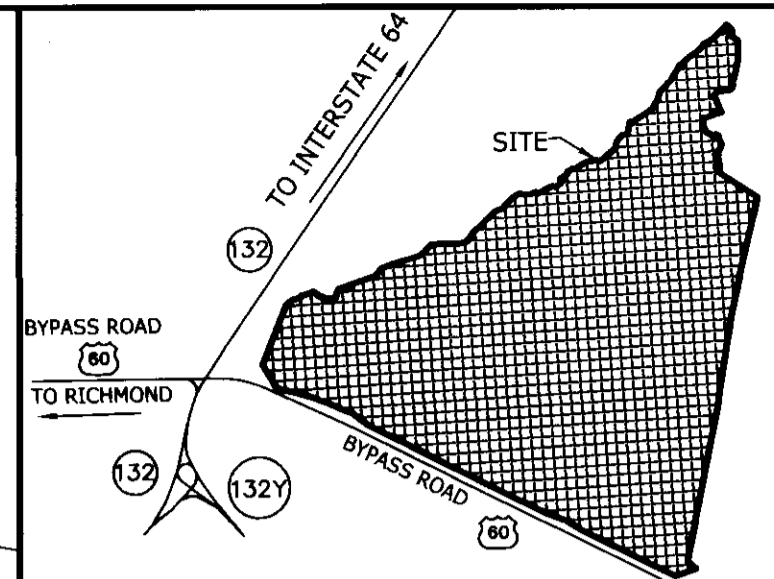 TO INTERSTATE 64
SITE
132
BYPASS ROAD
60
TO RICHMOND
132
132Y
BYPASS ROAD
60